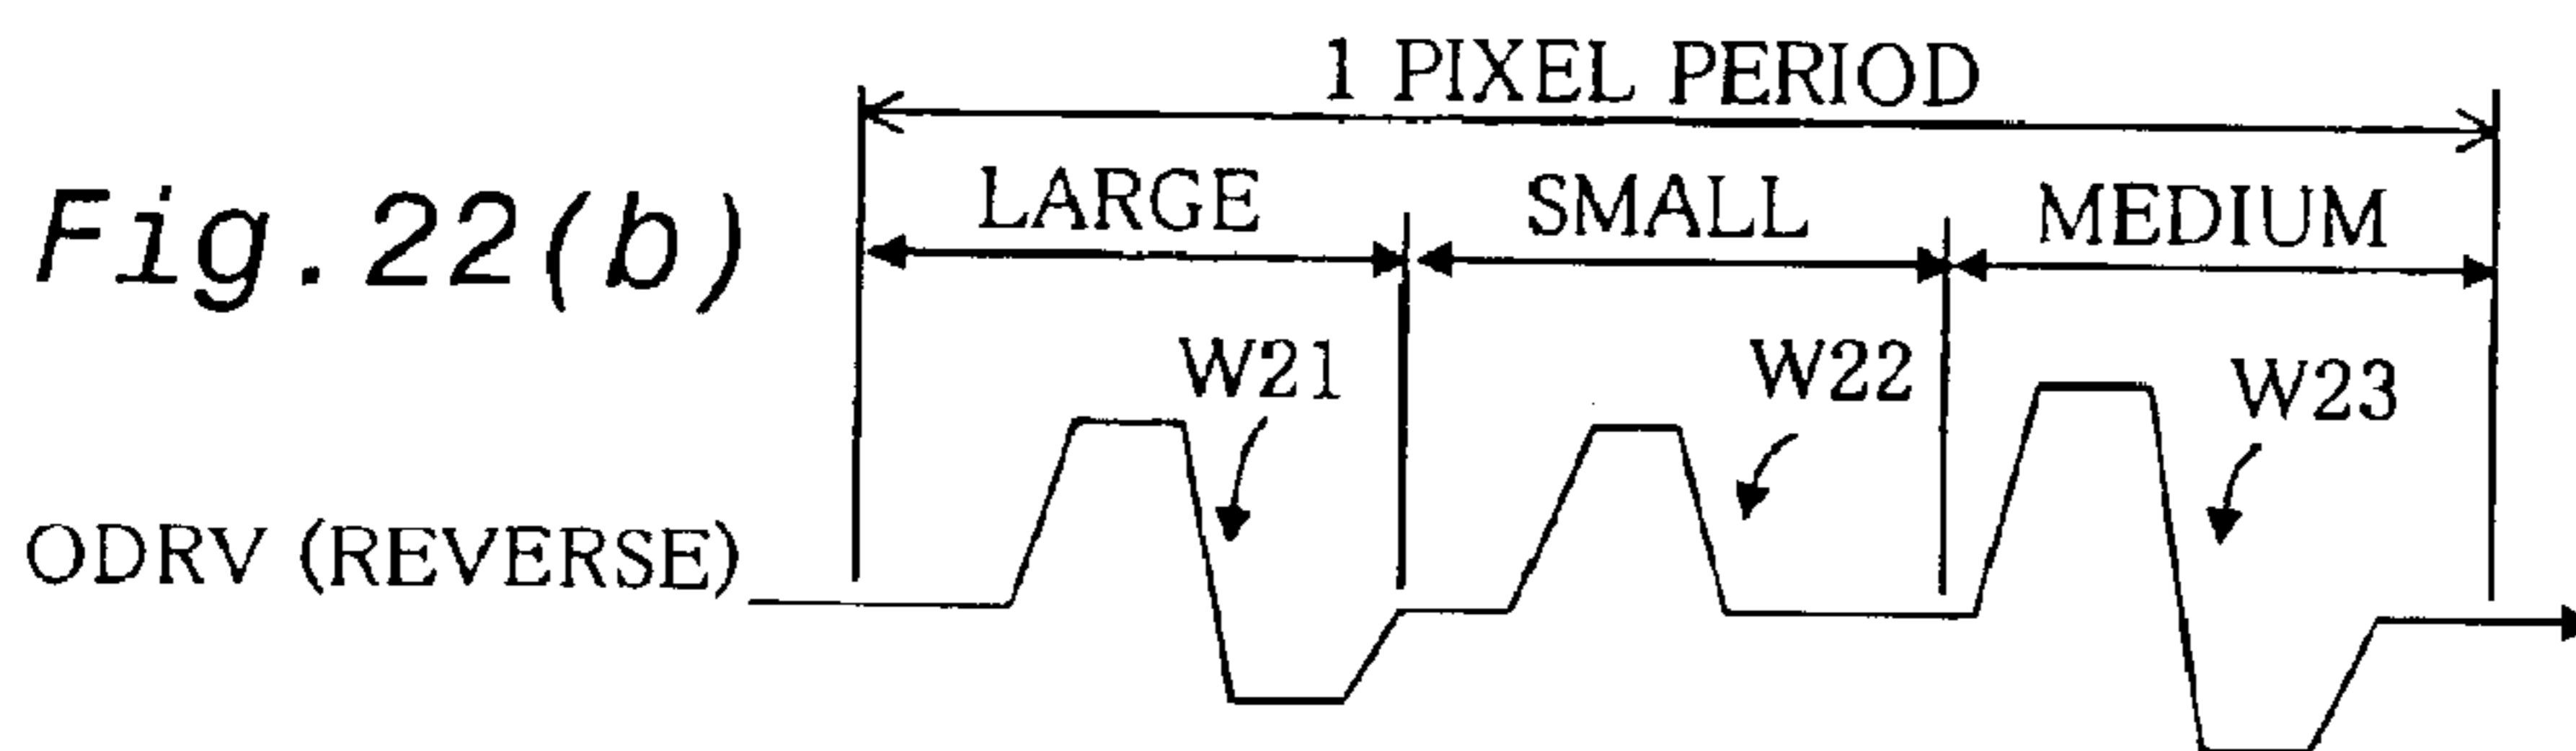 1 PIXEL PERIOD
Fig. 22(b)
LARGE SMALL MEDIUM
W21 W22 W23
ODRV (REVERSE)